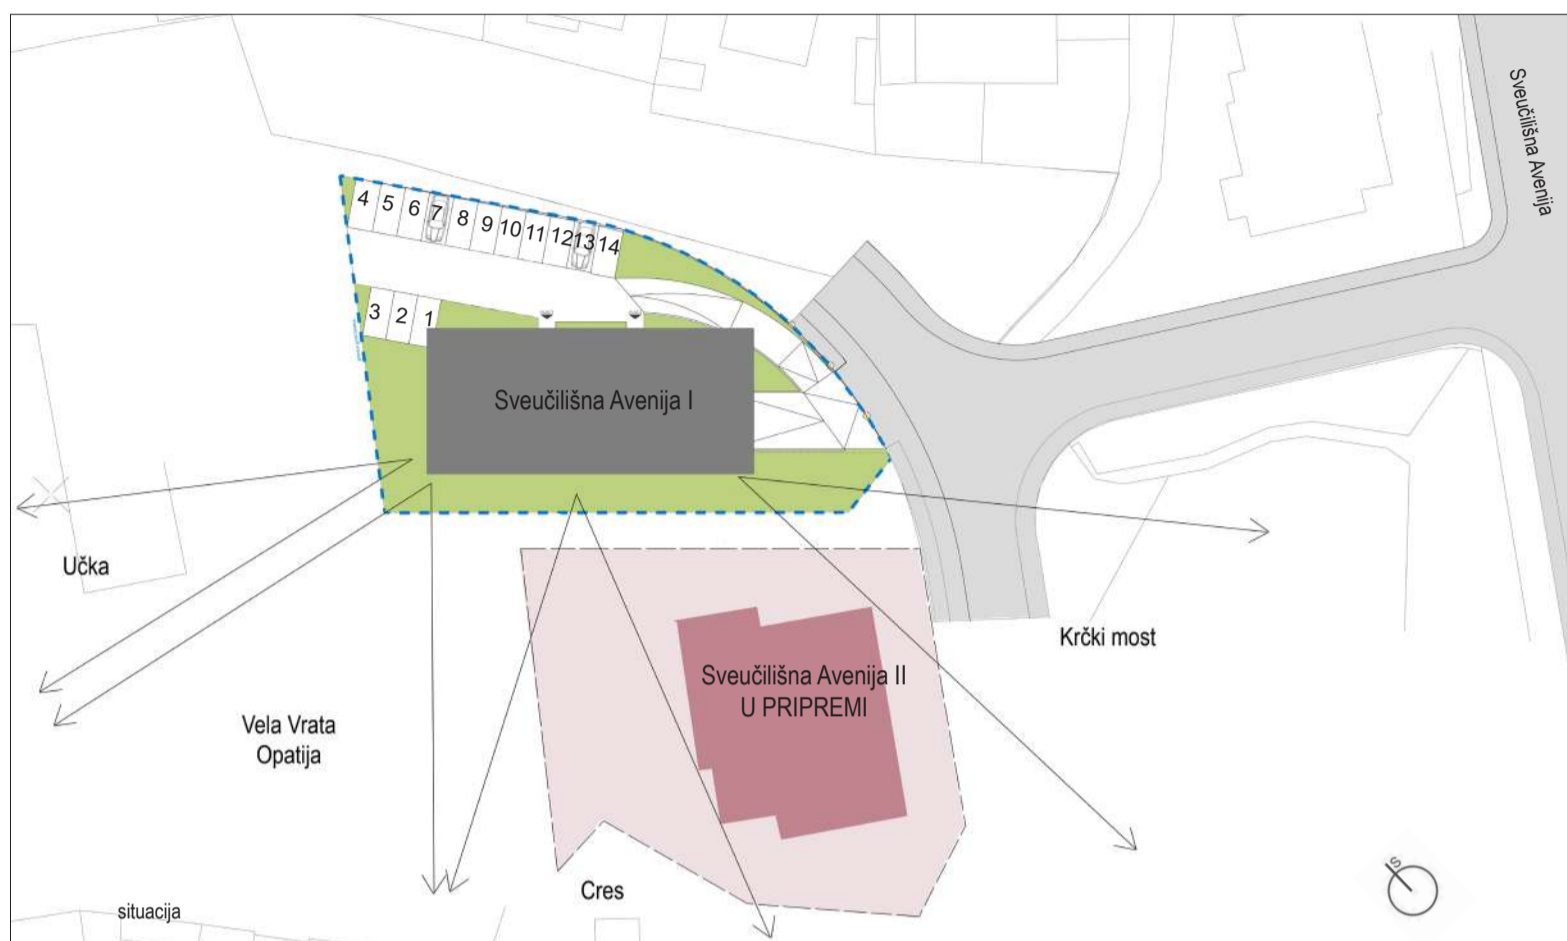 Sveučilišna Avenija
4 5 6 7 8 9 10 11 12 13 14
3 2 1
Sveučilišna Avenija I
Učka
Krčki most
Sveučilišna Avenija II
U PRIPREMI
Vela Vrata
Opatija
Cres
situacija
S